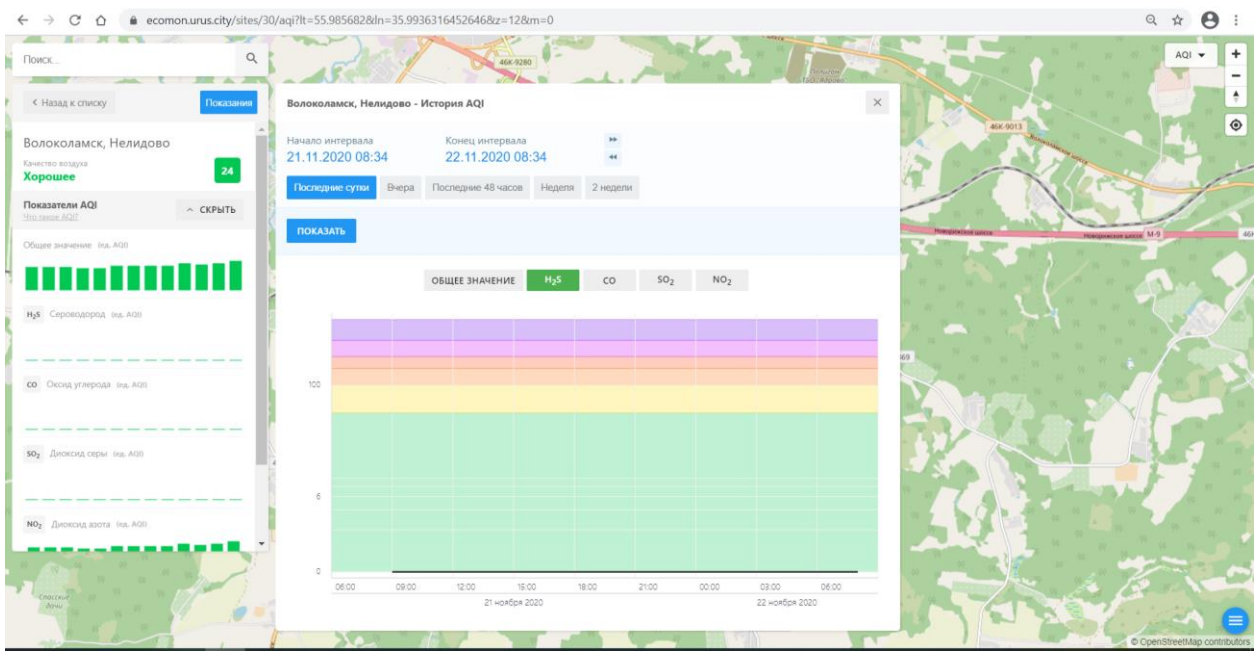 ecomon.urus.city/sites/30/aqi?lt=55.985682&ln=35.9936316452646&z=12&m=0
Поиск...
46К-9280
AQI
Назад к списку
Показания
Волоколамск, Нелидово
Качество воздуха
Хорошее
24
Показатели AQI
Что такое AQI?
СКРЫТЬ
Общее значение (ед. AQI)
H₂S Сероводород (ед. AQI)
CO Оксид углерода (ед. AQI)
SO₂ Диоксид серы (ед. AQI)
NO₂ Диоксид азота (ед. AQI)
Волоколамск, Нелидово - История AQI
Начало интервала
Конец интервала
21.11.2020 08:34
22.11.2020 08:34
Последние сутки
Вчера
Последние 48 часов
Неделя
2 недели
ПОКАЗАТЬ
ОБЩЕЕ ЗНАЧЕНИЕ
H₂S
CO
SO₂
NO₂
100
6
0
06:00 09:00 12:00 15:00 18:00 21:00 00:00 03:00 06:00
21 ноября 2020
22 ноября 2020
46К-9013
Волоколамское шоссе
Новорижское шоссе
Новорижское шоссе
М-9
46К
069
Спасские
© OpenStreetMap contributors